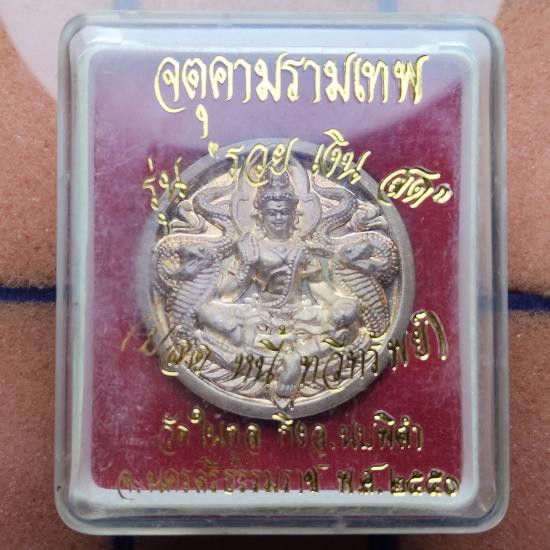 จตุคามรามเทพ
รุ่น "รวย เงิน สด"
(ปลด หนี้ ทวีทรัพย์)
วัดใน กิ่งอ.นบพิตำ
จ.นครศรีธรรมราช พ.ศ.๒๕๕๐